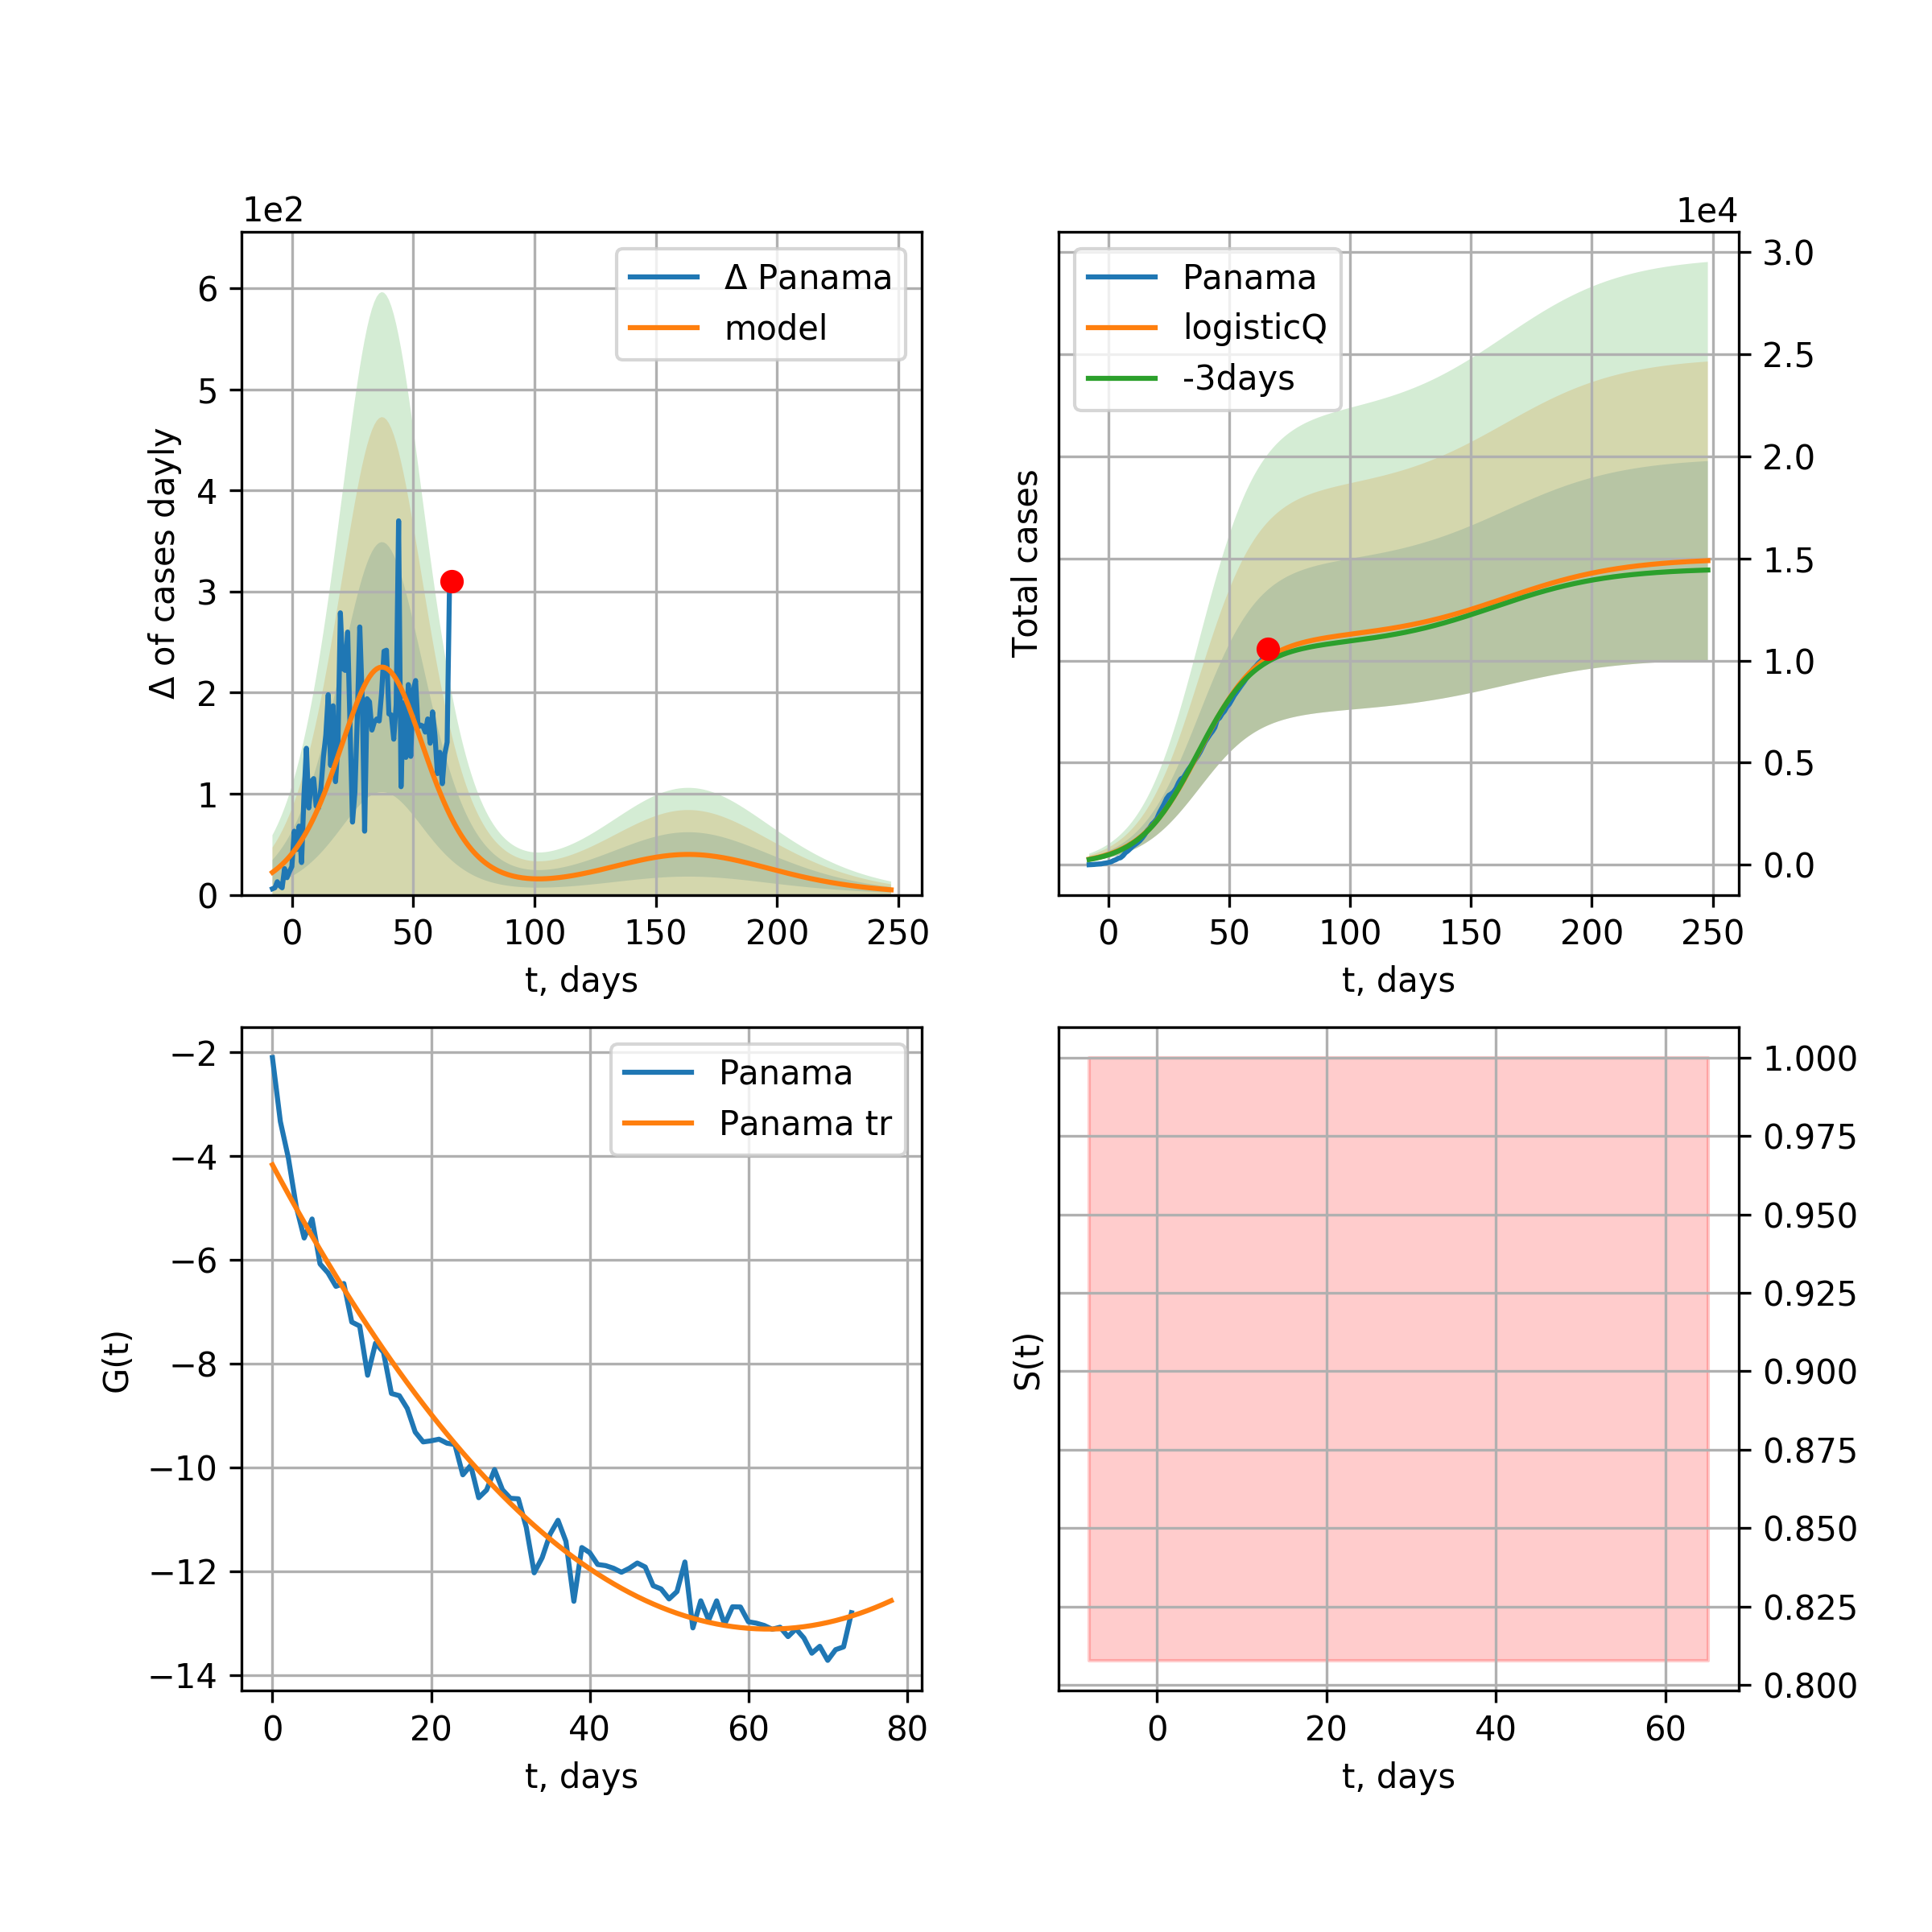 1e2
Δ of cases dayly
6
5
4
3
2
1
0
Δ Panama
model
0 50 100 150 200 250
t, days
1e4
Total cases
Panama
logisticQ
-3days
3.0
2.5
2.0
1.5
1.0
0.5
0.0
0 50 100 150 200 250
t, days
G(t)
−2
−4
−6
−8
−10
−12
−14
Panama
Panama tr
0 20 40 60 80
t, days
S(t)
1.000
0.975
0.950
0.925
0.900
0.875
0.850
0.825
0.800
0 20 40 60
t, days